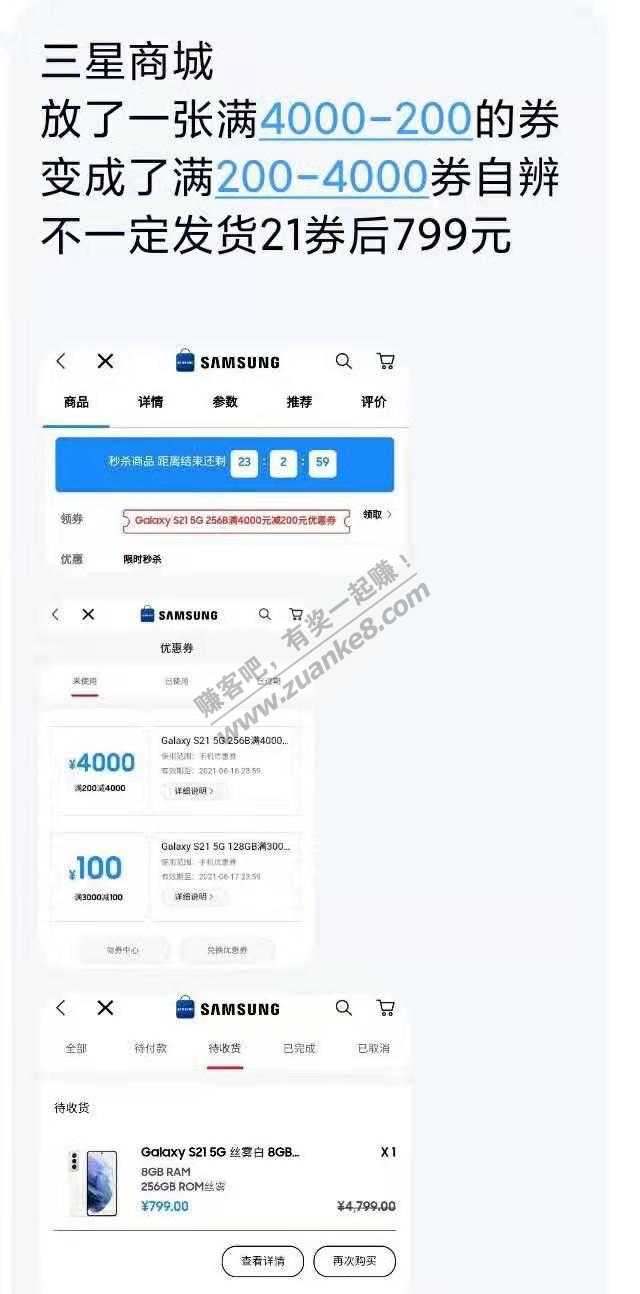 三星商城
放了一张满4000-200的券
变成了满200-4000券自辨
不一定发货21券后799元
SAMSUNG
商品 详情 参数 推荐 评价
秒杀商品 距离结束还剩 23 : 2 : 59
领券 Galaxy S21 5G 256B满4000元减200元优惠券 领取 >
优惠 限时秒杀
赚客吧，有奖一起赚！
www.zuanke8.com
SAMSUNG
优惠券
未使用 已使用 已过期
¥4000
满200减4000
Galaxy S21 5G 256B满4000...
使用范围：手机优惠券
有效期至：2021-06-16 23:59
详细说明 >
¥100
满3000减100
Galaxy S21 5G 128GB满300...
使用范围：手机优惠券
有效期至：2021-06-17 23:59
详细说明 >
领券中心 兑换优惠券
SAMSUNG
全部 待付款 待收货 已完成 已取消
待收货
Galaxy S21 5G 丝雾白 8GB... X 1
8GB RAM
256GB ROM丝雾
¥799.00 ¥4,799.00
查看详情 再次购买